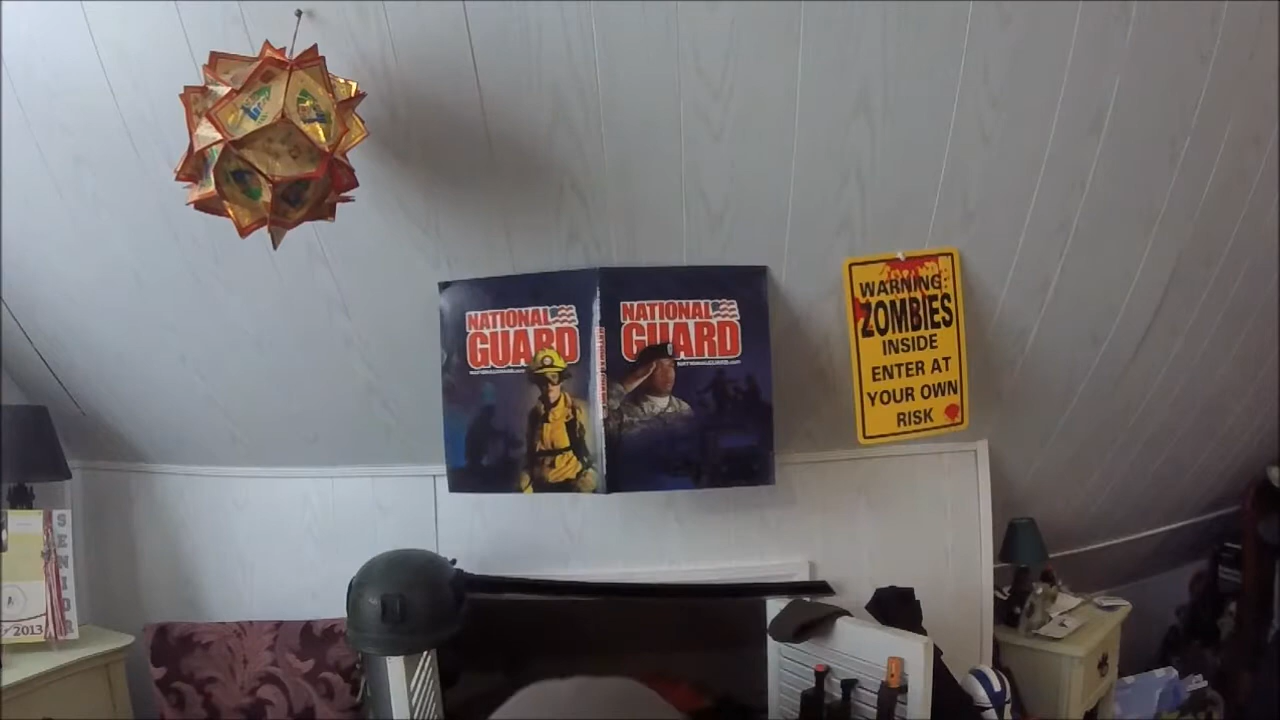 NATIONAL
GUARD
NATIONAL
GUARD
WARNING
ZOMBIES
INSIDE
ENTER AT
YOUR OWN
RISK
SENIOR
2013